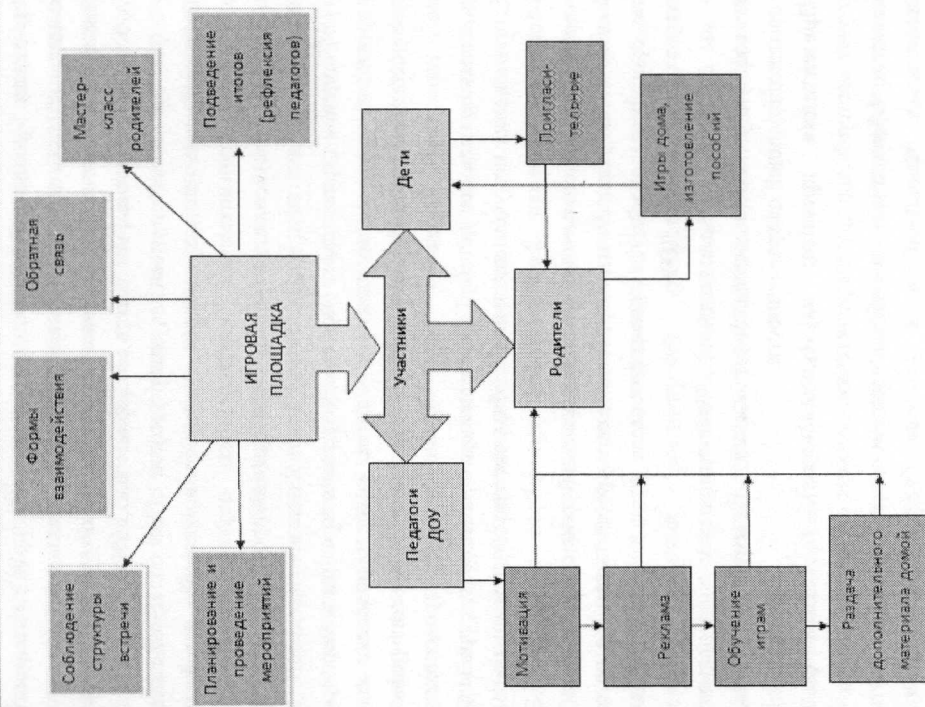 Соблюдение
структуры
встречи
Формы
взаимодействия
Обратная
связь
Мастер-
класс
родителей
Планирование и
проведение
мероприятий
ИГРОВАЯ
ПЛОЩАДКА
Подведение
итогов
(рефлексия
педагогов)
Педагоги
ДОУ
Участники
Дети
Мотивация
Родители
Пригласи-
тельные
Реклама
Игры дома,
изготовление
пособий
Обучение
играм
Раздача
дополнительного
материала домой